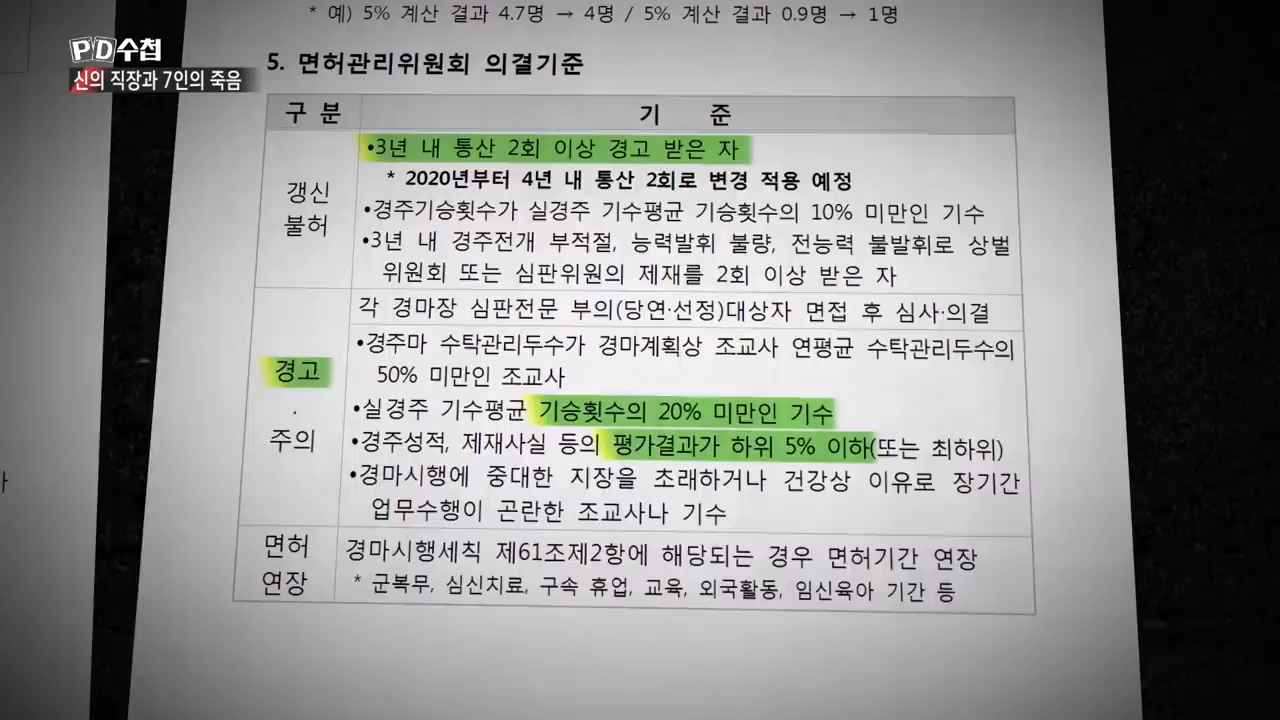 * 예) 5% 계산 결과 4.7명 → 4명 / 5% 계산 결과 0.9명 → 1명
PD수첩
신의 직장과 7인의 죽음
5. 면허관리위원회 의결기준
구 분 기 준
갱신
불허
•3년 내 통산 2회 이상 경고 받은 자
* 2020년부터 4년 내 통산 2회로 변경 적용 예정
•경주기승횟수가 실경주 기수평균 기승횟수의 10% 미만인 기수
•3년 내 경주전개 부적절, 능력발휘 불량, 전능력 불발휘로 상벌
위원회 또는 심판위원의 제재를 2회 이상 받은 자
경고
·
주의
각 경마장 심판전문 부의(당연·선정)대상자 면접 후 심사·의결
•경주마 수탁관리두수가 경마계획상 조교사 연평균 수탁관리두수의
50% 미만인 조교사
•실경주 기수평균 기승횟수의 20% 미만인 기수
•경주성적, 제재사실 등의 평가결과가 하위 5% 이하(또는 최하위)
•경마시행에 중대한 지장을 초래하거나 건강상 이유로 장기간
업무수행이 곤란한 조교사나 기수
면허
연장
경마시행세칙 제61조제2항에 해당되는 경우 면허기간 연장
* 군복무, 심신치료, 구속 휴업, 교육, 외국활동, 임신육아 기간 등